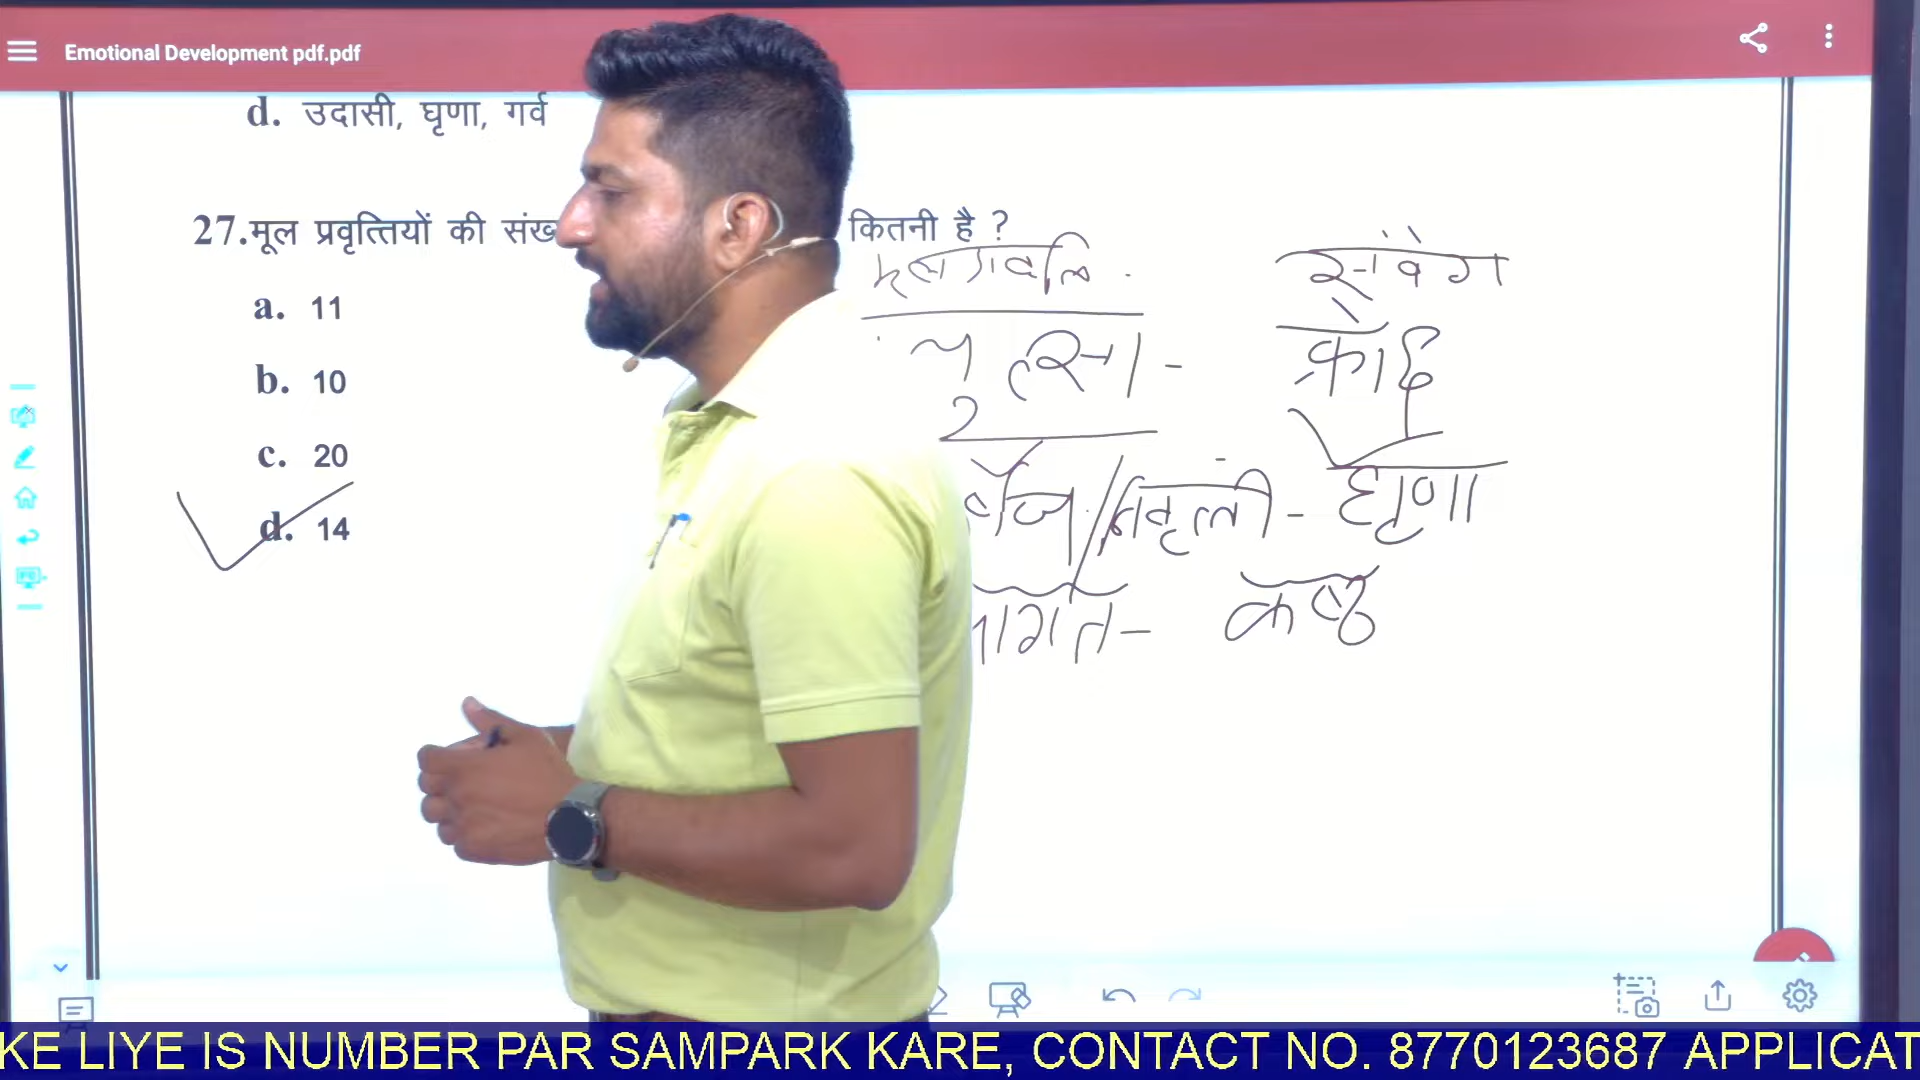 Emotional Development pdf.pdf
d. उदासी, घृणा, गर्व
27.मूल प्रवृत्तियों की संख कितनी है ?
a. 11
b. 10
c. 20
d. 14
संवेग
क्रोध
घृणा
कष्ठ
KE LIYE IS NUMBER PAR SAMPARK KARE, CONTACT NO. 8770123687 APPLICAT